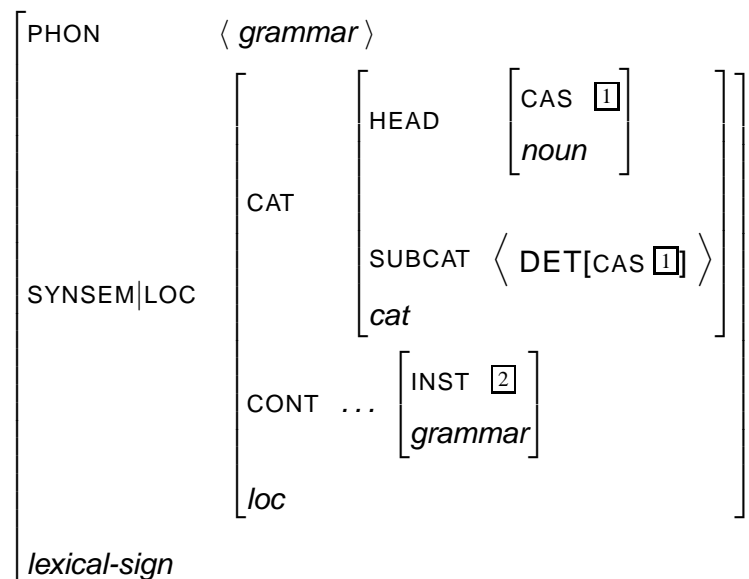 PHON ⟨ grammar ⟩
HEAD [CAS 1
noun]
CAT
SUBCAT ⟨ DET[CAS 1] ⟩
SYNSEM|LOC
cat
CONT ... [INST 2
grammar]
loc
lexical-sign